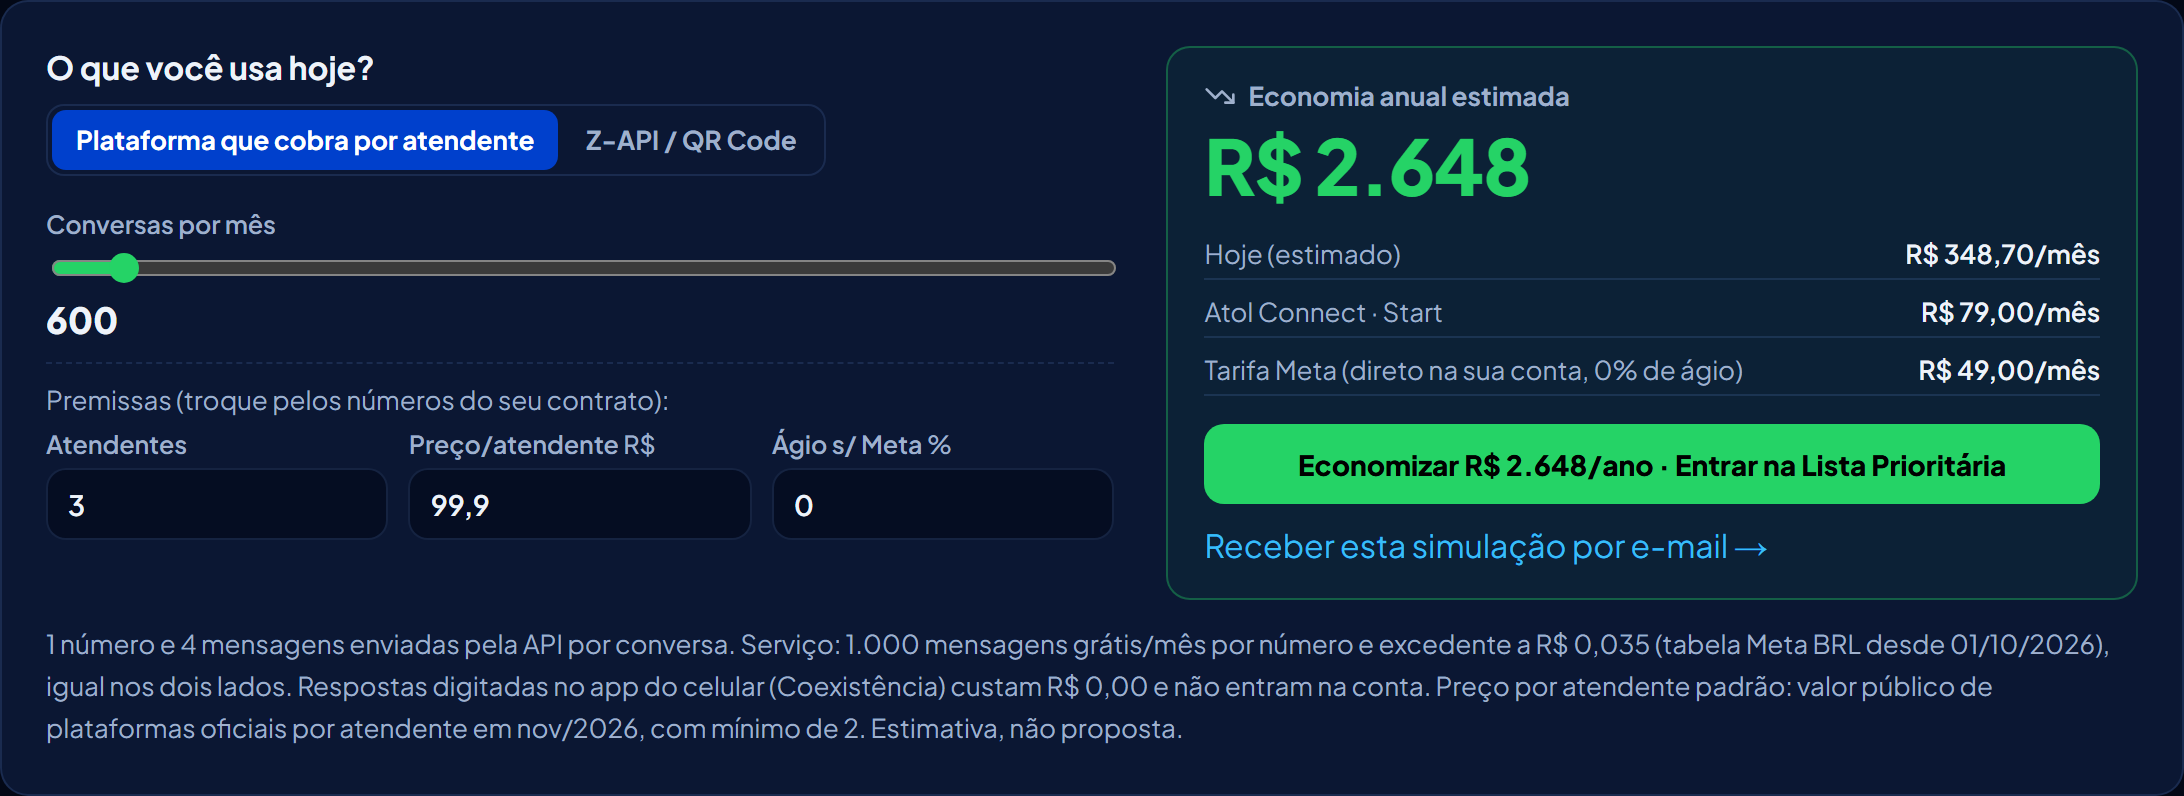 O que você usa hoje?
Plataforma que cobra por atendente
Z-API / QR Code
Conversas por mês
600
Premissas (troque pelos números do seu contrato):
Atendentes
Preço/atendente R$
Ágio s/ Meta %
3
99,9
0
Economia anual estimada
R$ 2.648
Hoje (estimado)
R$ 348,70/mês
Atol Connect · Start
R$ 79,00/mês
Tarifa Meta (direto na sua conta, 0% de ágio)
R$ 49,00/mês
Economizar R$ 2.648/ano · Entrar na Lista Prioritária
Receber esta simulação por e-mail →
1 número e 4 mensagens enviadas pela API por conversa. Serviço: 1.000 mensagens grátis/mês por número e excedente a R$ 0,035 (tabela Meta BRL desde 01/10/2026),
igual nos dois lados. Respostas digitadas no app do celular (Coexistência) custam R$ 0,00 e não entram na conta. Preço por atendente padrão: valor público de
plataformas oficiais por atendente em nov/2026, com mínimo de 2. Estimativa, não proposta.